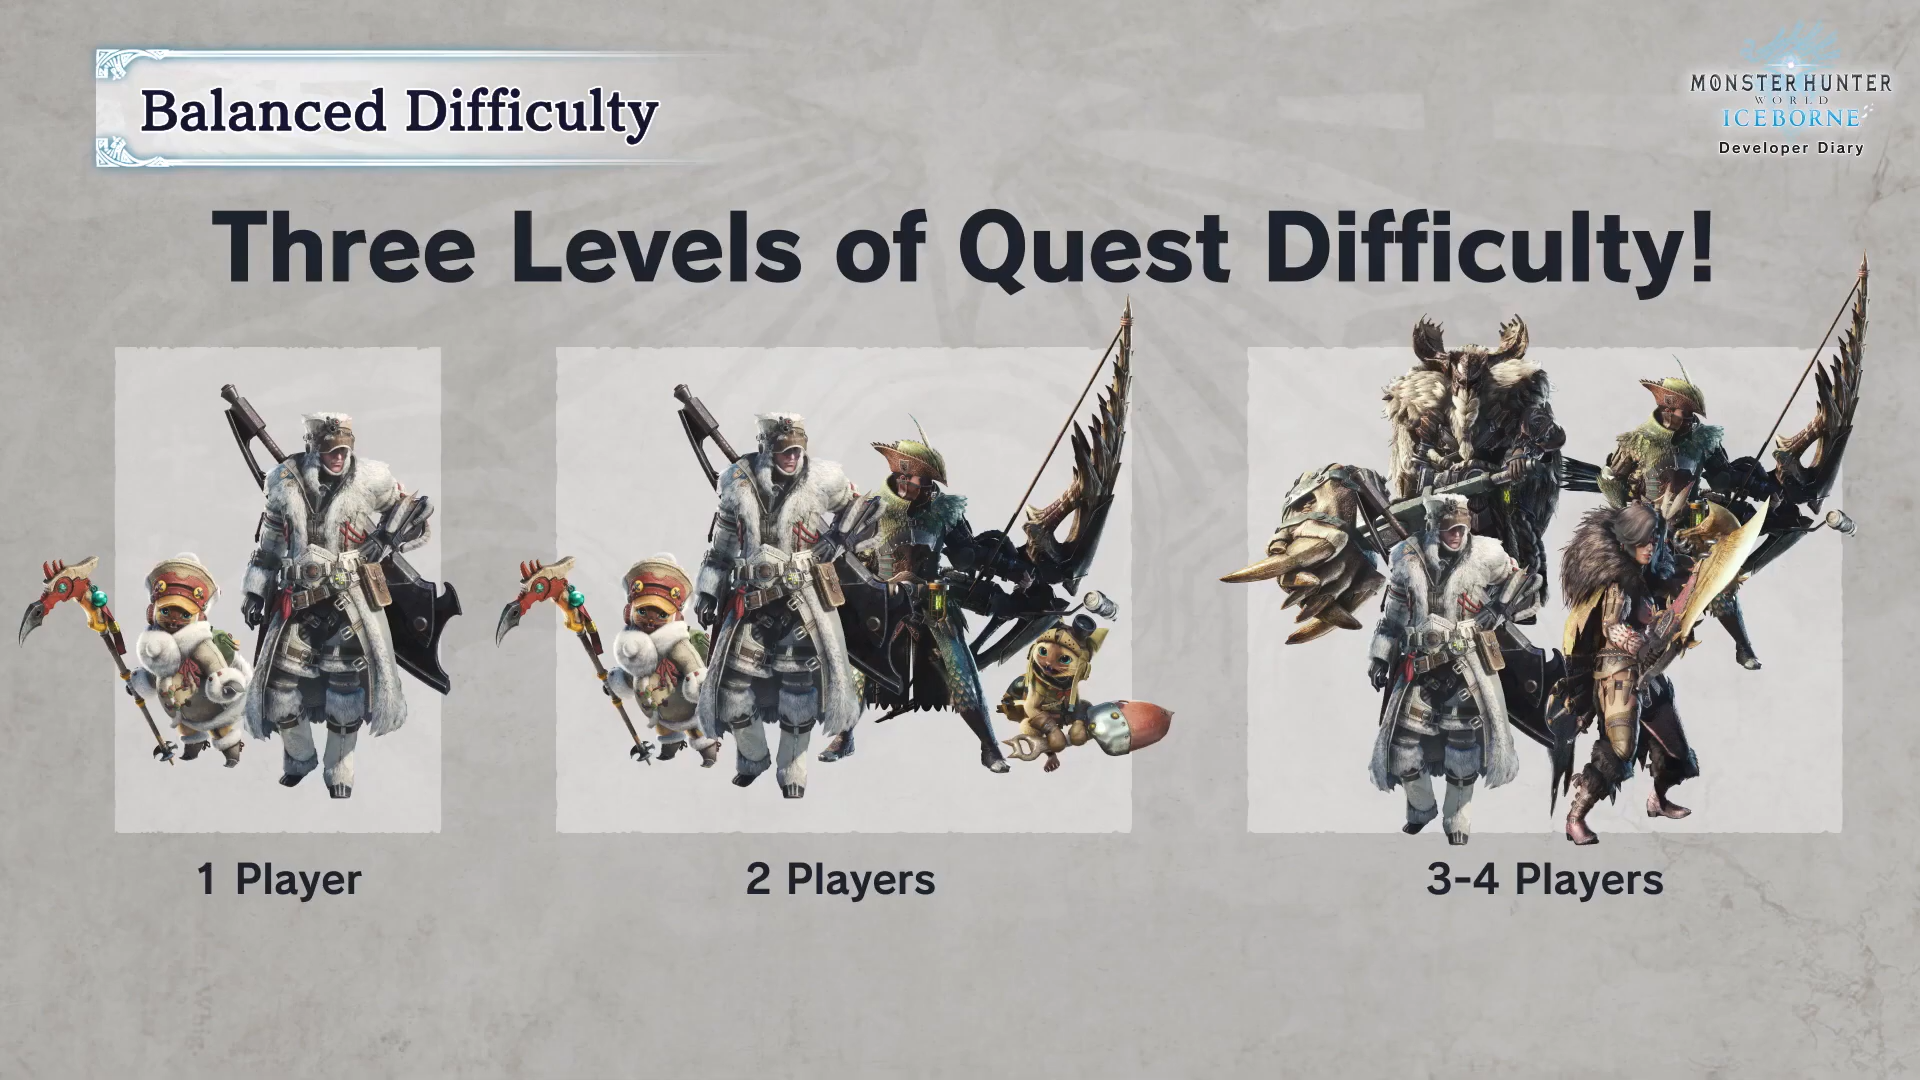 Balanced Difficulty
MONSTER HUNTER
WORLD
ICEBORNE
Developer Diary
Three Levels of Quest Difficulty!
1 Player
2 Players
3-4 Players